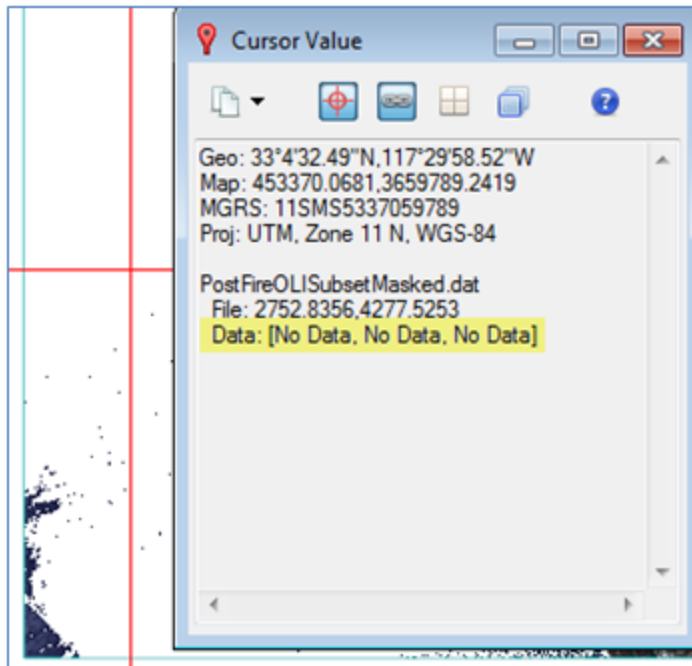 Cursor Value
Geo: 33°4'32.49"N,117°29'58.52"W
Map: 453370.0681,3659789.2419
MGRS: 11SMS5337059789
Proj: UTM, Zone 11 N, WGS-84
PostFireOLISubsetMasked.dat
File: 2752.8356,4277.5253
Data: [No Data, No Data, No Data]